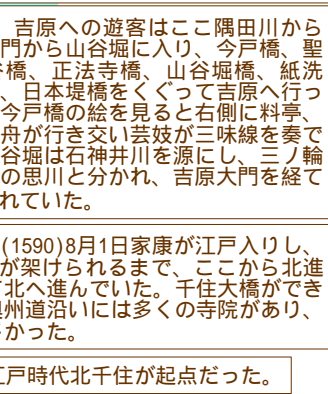 吉原への遊客はここ隅田川から
門から山谷堀に入り、今戸橋、聖
橋、正法寺橋、山谷堀橋、紙洗
、日本堤橋をくぐって吉原へ行っ
今戸橋の絵を見ると右側に料亭、
舟が行き交い芸妓が三味線を奏で
谷堀は石神井川を源にし、三ノ輪
の思川と分かれ、吉原大門を経て
れていた。
(1590)8月1日家康が江戸入りし、
が架けられるまで、ここから北進
北へ進んでいた。千住大橋ができ
州道沿いには多くの寺院があり、
かった。
戸時代北千住が起点だった。